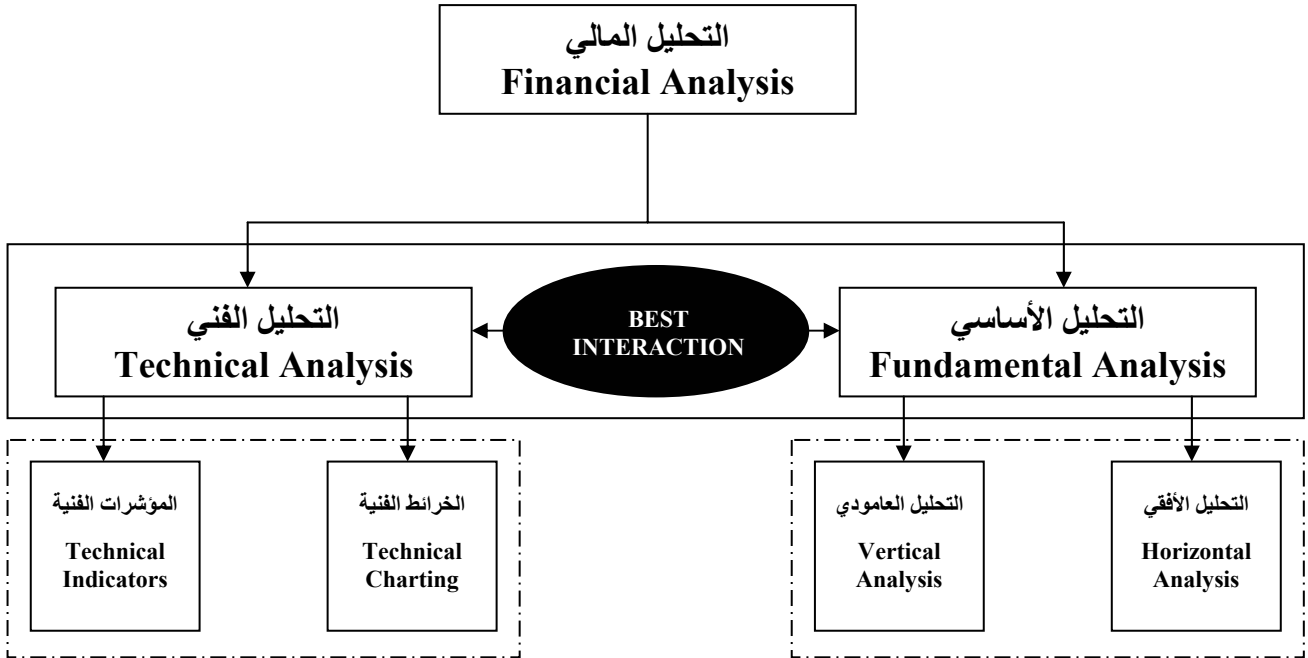 التحليل المالي
Financial Analysis
التحليل الفني
Technical Analysis
BEST
INTERACTION
التحليل الأساسي
Fundamental Analysis
المؤشرات الفنية
Technical
Indicators
الخرائط الفنية
Technical
Charting
التحليل العامودي
Vertical
Analysis
التحليل الأفقي
Horizontal
Analysis